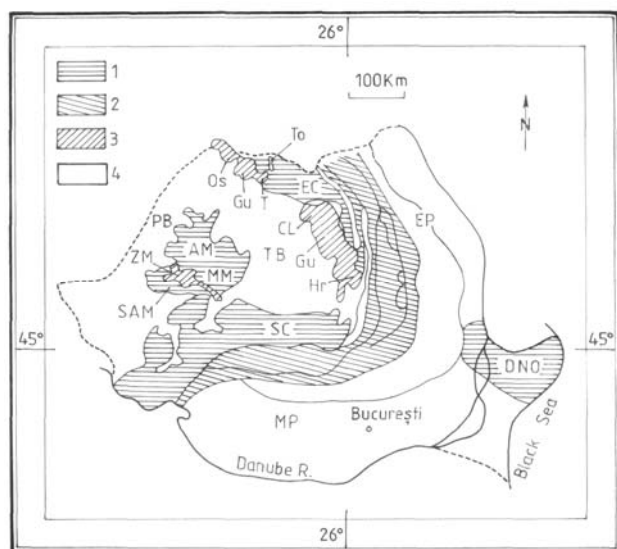 26°
1
2
3
4
100Km
N
To
Os
Gu
T
EC
PB
CL
EP
ZM
AM
TB
Gu
MM
Hr
SAM
SC
45°
45°
DNO
MP
București
Black Sea
Danube R.
26°